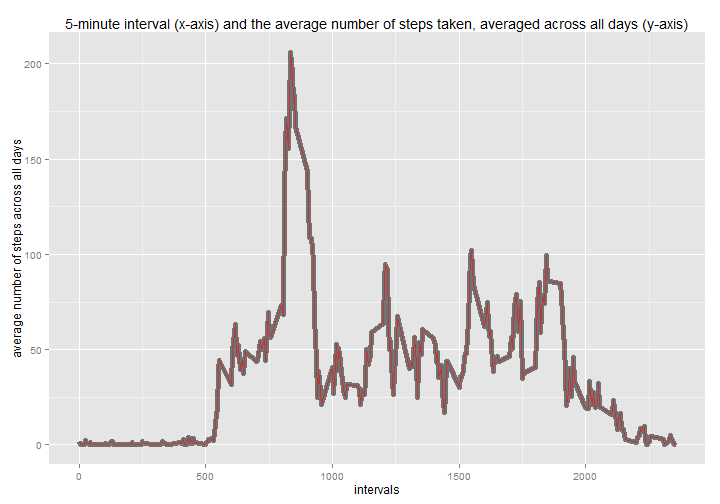 5-minute interval (x-axis) and the average number of steps taken, averaged across all days (y-axis)
average number of steps across all days
200
150
100
50
0
0 500 1000 1500 2000
intervals